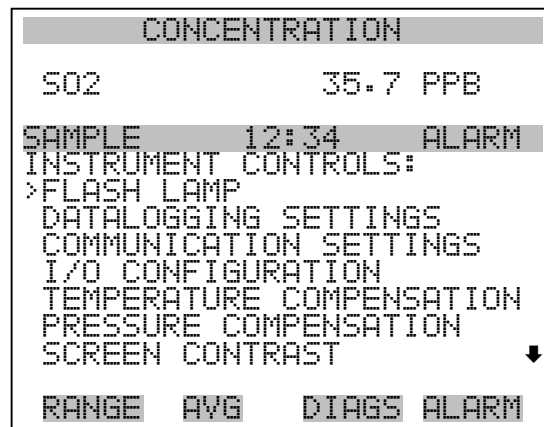 CONCENTRATION
SO2 35.7 PPB
SAMPLE 12:34 ALARM
INSTRUMENT CONTROLS:
>FLASH LAMP
DATALOGGING SETTINGS
COMMUNICATION SETTINGS
I/O CONFIGURATION
TEMPERATURE COMPENSATION
PRESSURE COMPENSATION
SCREEN CONTRAST
RANGE AVG DIAGS ALARM